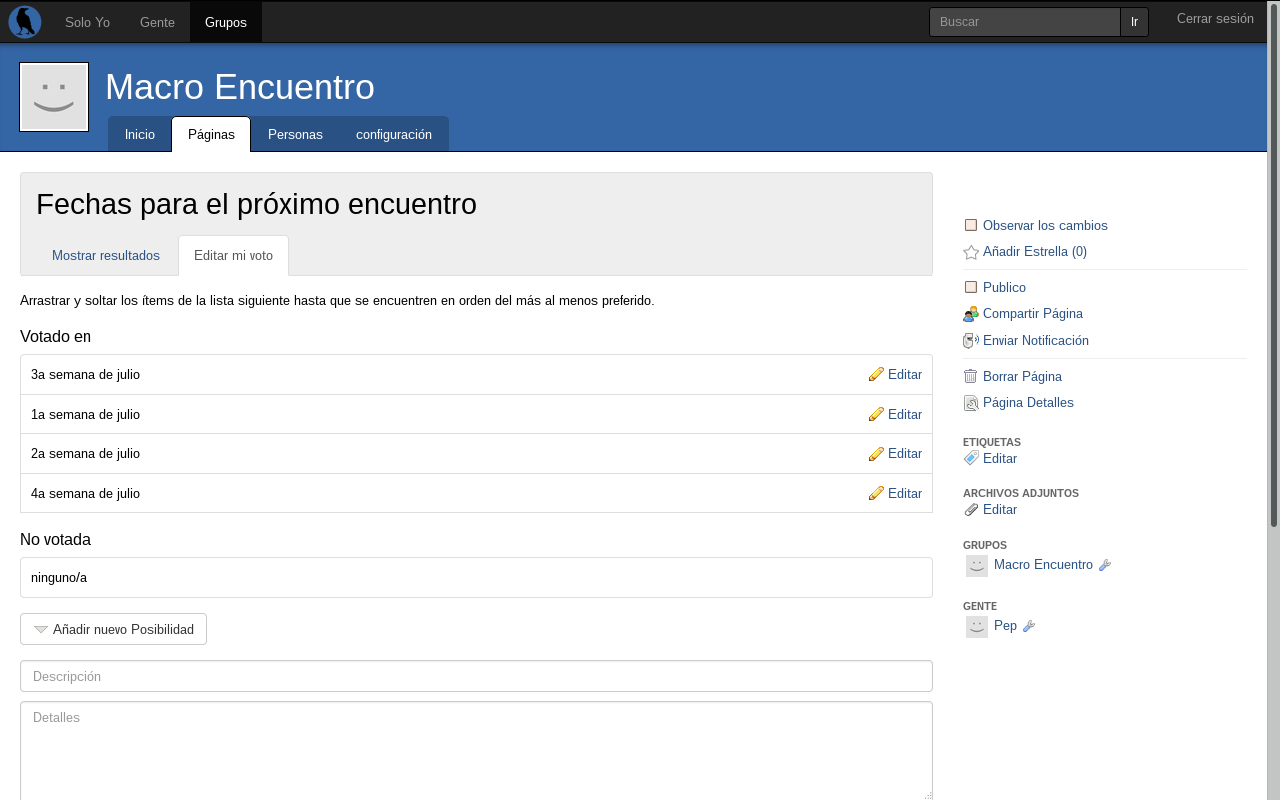 Solo Yo Gente Grupos Buscar Ir Cerrar sesión
Macro Encuentro
Inicio Páginas Personas configuración
Fechas para el próximo encuentro
Mostrar resultados Editar mi voto
Arrastrar y soltar los ítems de la lista siguiente hasta que se encuentren en orden del más al menos preferido.
Votado en
3a semana de julio Editar
1a semana de julio Editar
2a semana de julio Editar
4a semana de julio Editar
No votada
ninguno/a
Añadir nuevo Posibilidad
Descripción
Detalles
Observar los cambios
Añadir Estrella (0)
Publico
Compartir Página
Enviar Notificación
Borrar Página
Página Detalles
ETIQUETAS
Editar
ARCHIVOS ADJUNTOS
Editar
GRUPOS
Macro Encuentro
GENTE
Pep